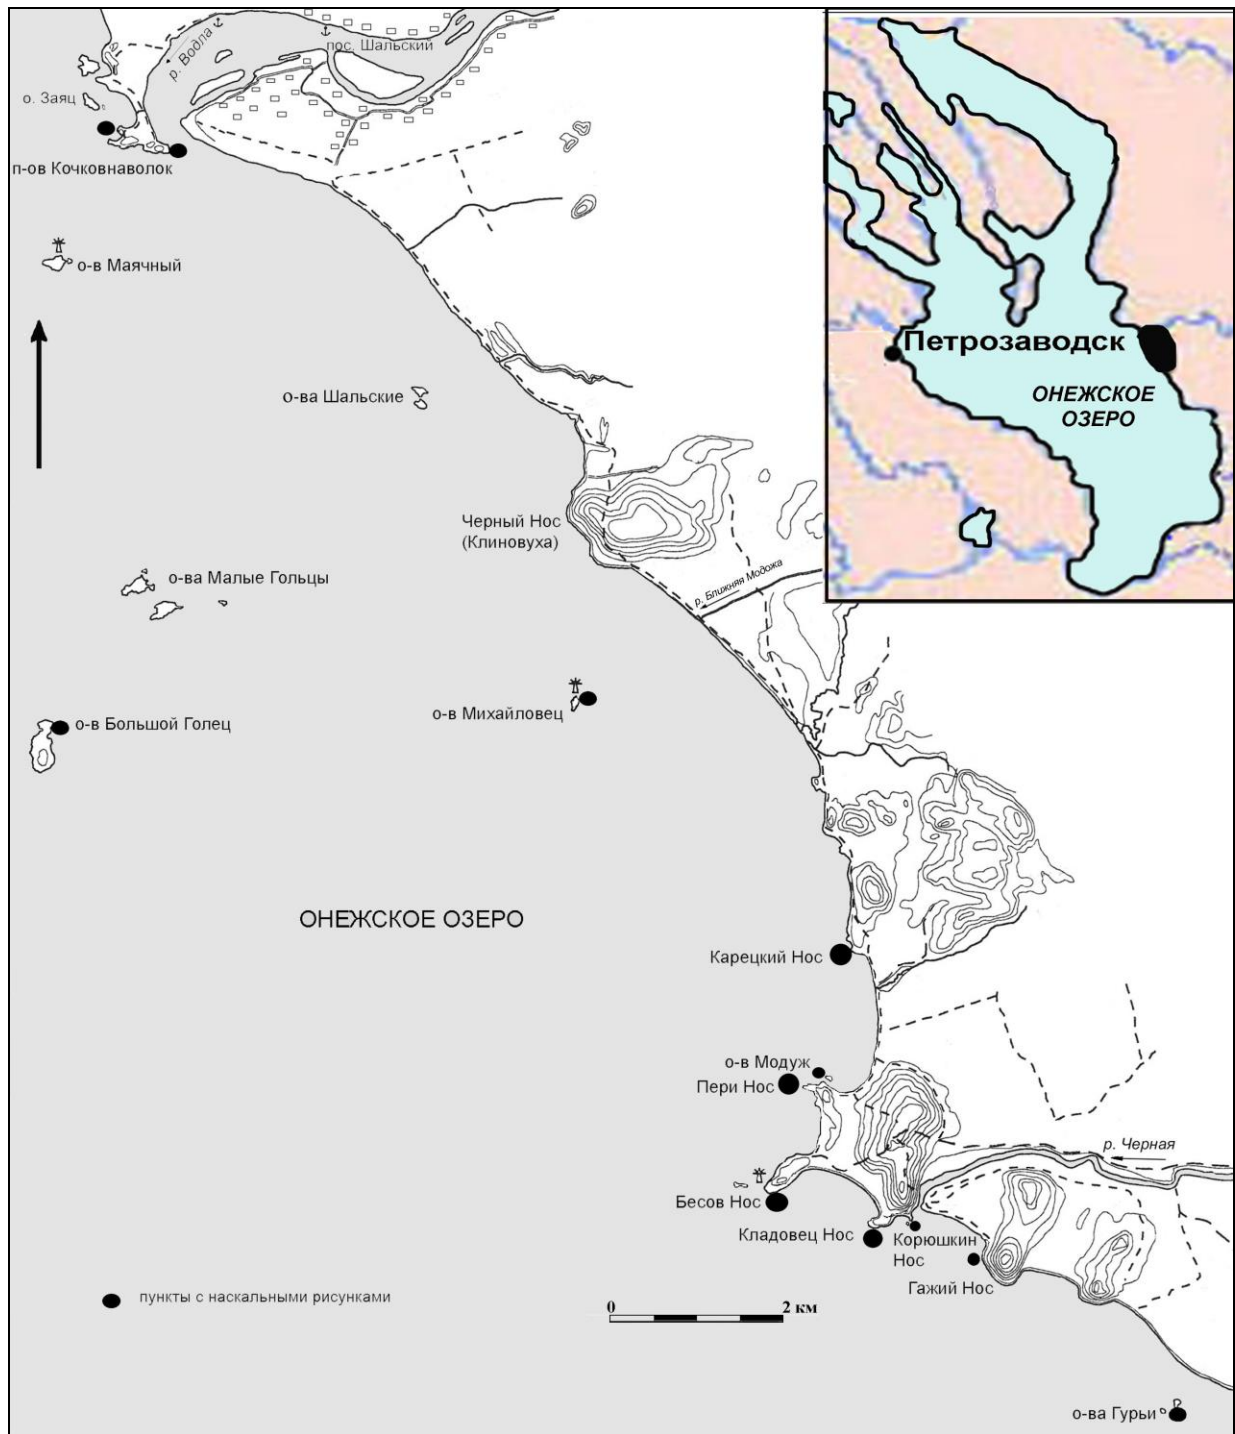 р. Водла
пос. Шальский
о. Заяц
п-ов Кочковнаволок
о-в Маячный
о-ва Шальские
Черный Нос
(Клиновуха)
р. Ближняя Модожа
о-ва Малые Гольцы
о-в Михайловец
о-в Большой Голец
ОНЕЖСКОЕ ОЗЕРО
Карецкий Нос
о-в Модуж
Пери Нос
р. Черная
Бесов Нос
Кладовец Нос
Корюшкин
Нос
Гажий Нос
пункты с наскальными рисунками
0 2 км
о-ва Гурьи
Петрозаводск
ОНЕЖСКОЕ
ОЗЕРО